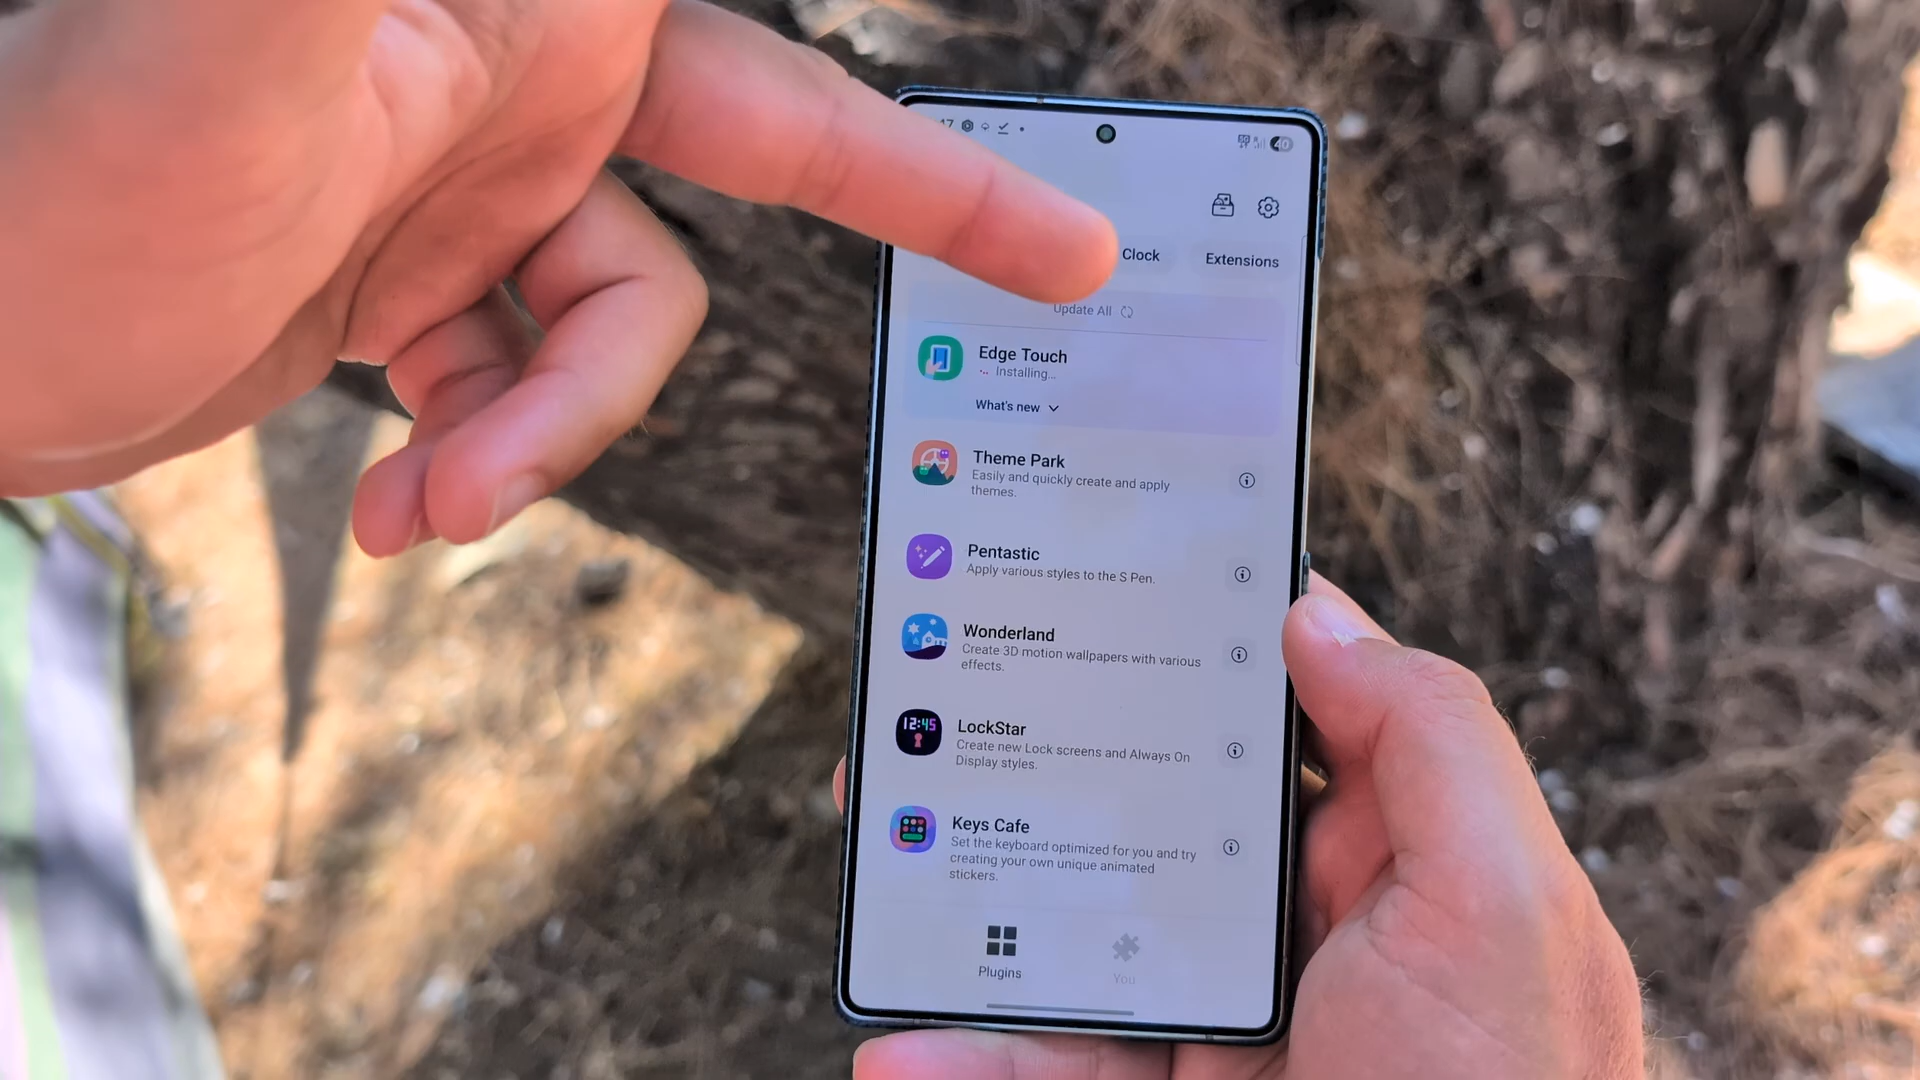 17
40
Clock
Extensions
Update All
Edge Touch
Installing...
What's new
Theme Park
Easily and quickly create and apply
themes.
Pentastic
Apply various styles to the S Pen.
Wonderland
Create 3D motion wallpapers with various
effects.
12:45
LockStar
Create new Lock screens and Always On
Display styles.
Keys Cafe
Set the keyboard optimized for you and try
creating your own unique animated
stickers.
Plugins
You